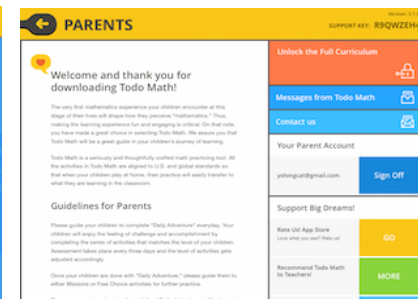 PARENTS
SUPPORT KEY: R9QWZEH4
Welcome and thank you for
downloading Todo Math!
The very first mathematics experience your children encounter at this
stage of their lives will shape how they perceive "mathematics." Thus,
making the learning experience fun and engaging is critical. On that note,
you have made a great choice in selecting Todo Math. We assure you that
Todo Math will be a great guide in your children's journey of learning.
Todo Math is a seriously and thoughtfully crafted math practicing tool. All
the activities in Todo Math are aligned to U.S. and global standards so
that when your children play at home, their practice will easily transfer to
what they are learning in the classroom.
Guidelines for Parents
Please guide your children to complete "Daily Adventure" everyday. Your
children will enjoy the feeling of challenge and accomplishment by
completing the series of activities that matches the level of your children.
Assessment takes place every three days and the level of activities gets
adjusted accordingly.
Once your children are done with "Daily Adventure," please guide them to
either Missions or Free Choice activities for further practice.
Unlock the Full Curriculum
Messages from Todo Math
Contact us
Your Parent Account
yslongcat@gmail.com
Sign Off
Support Big Dreams!
Rate Us! App Store
Love what you see? Rate us!
GO
Recommend Todo Math
to Teachers!
MORE